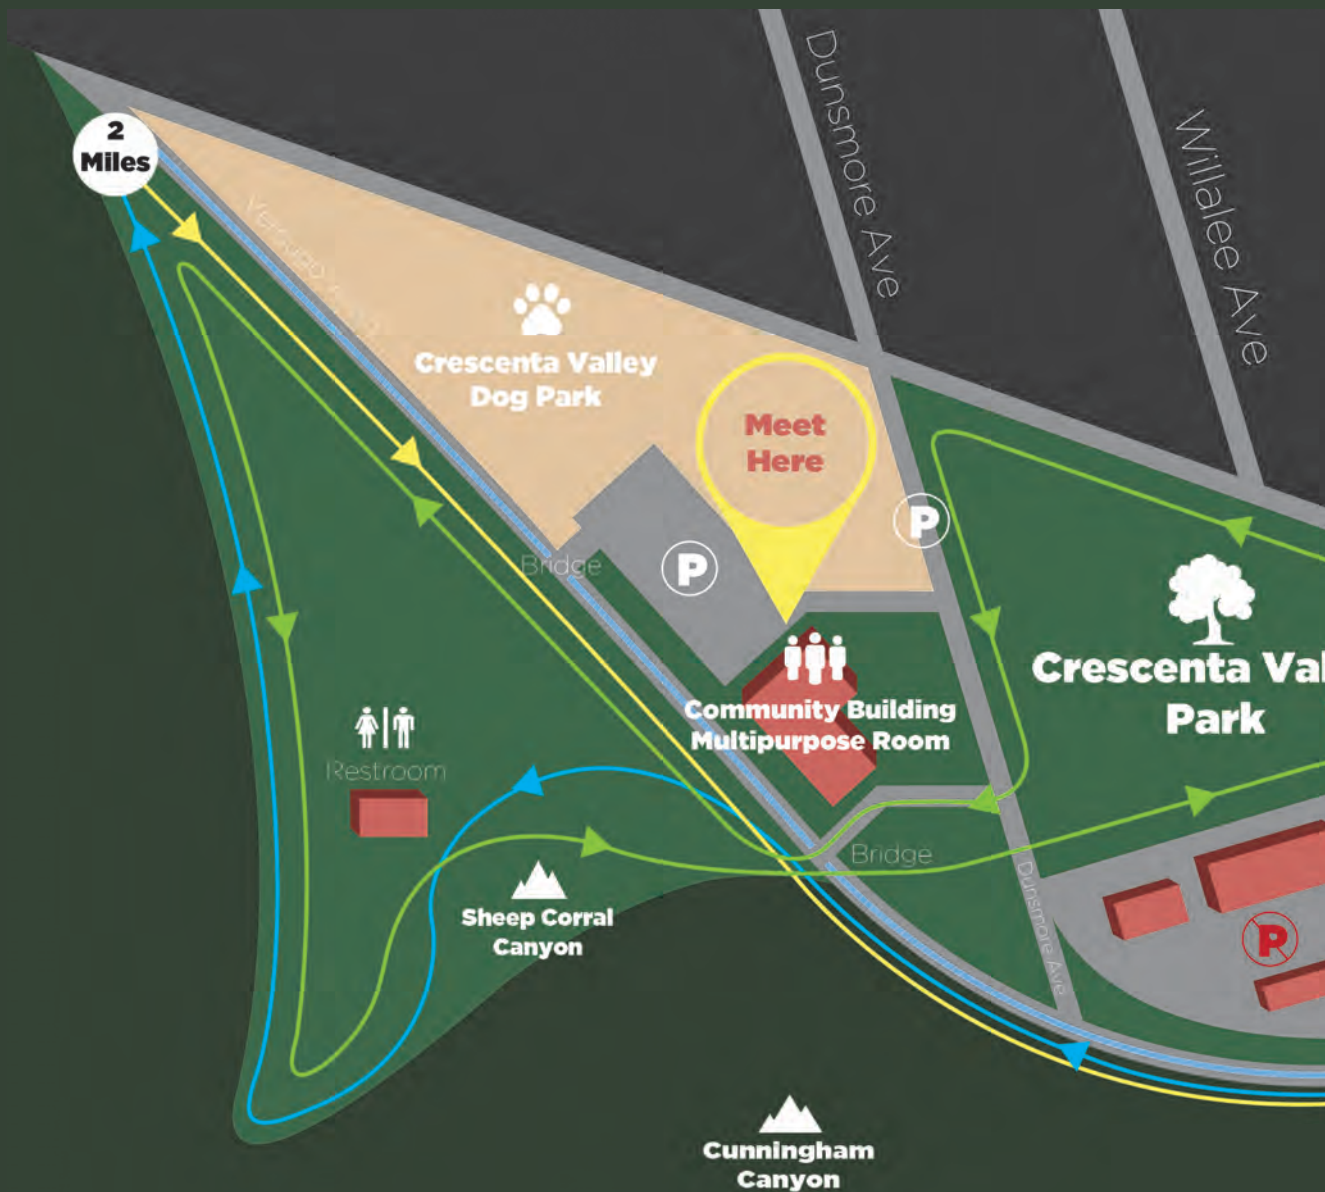 2
Miles
Dunsmore Ave
Willalee Ave
Crescenta Valley
Dog Park
Meet
Here
P
P
Bridge
Crescenta Val
Park
Community Building
Multipurpose Room
Restroom
Bridge
Dunsmore Ave
Sheep Corral
Canyon
P
Cunningham
Canyon